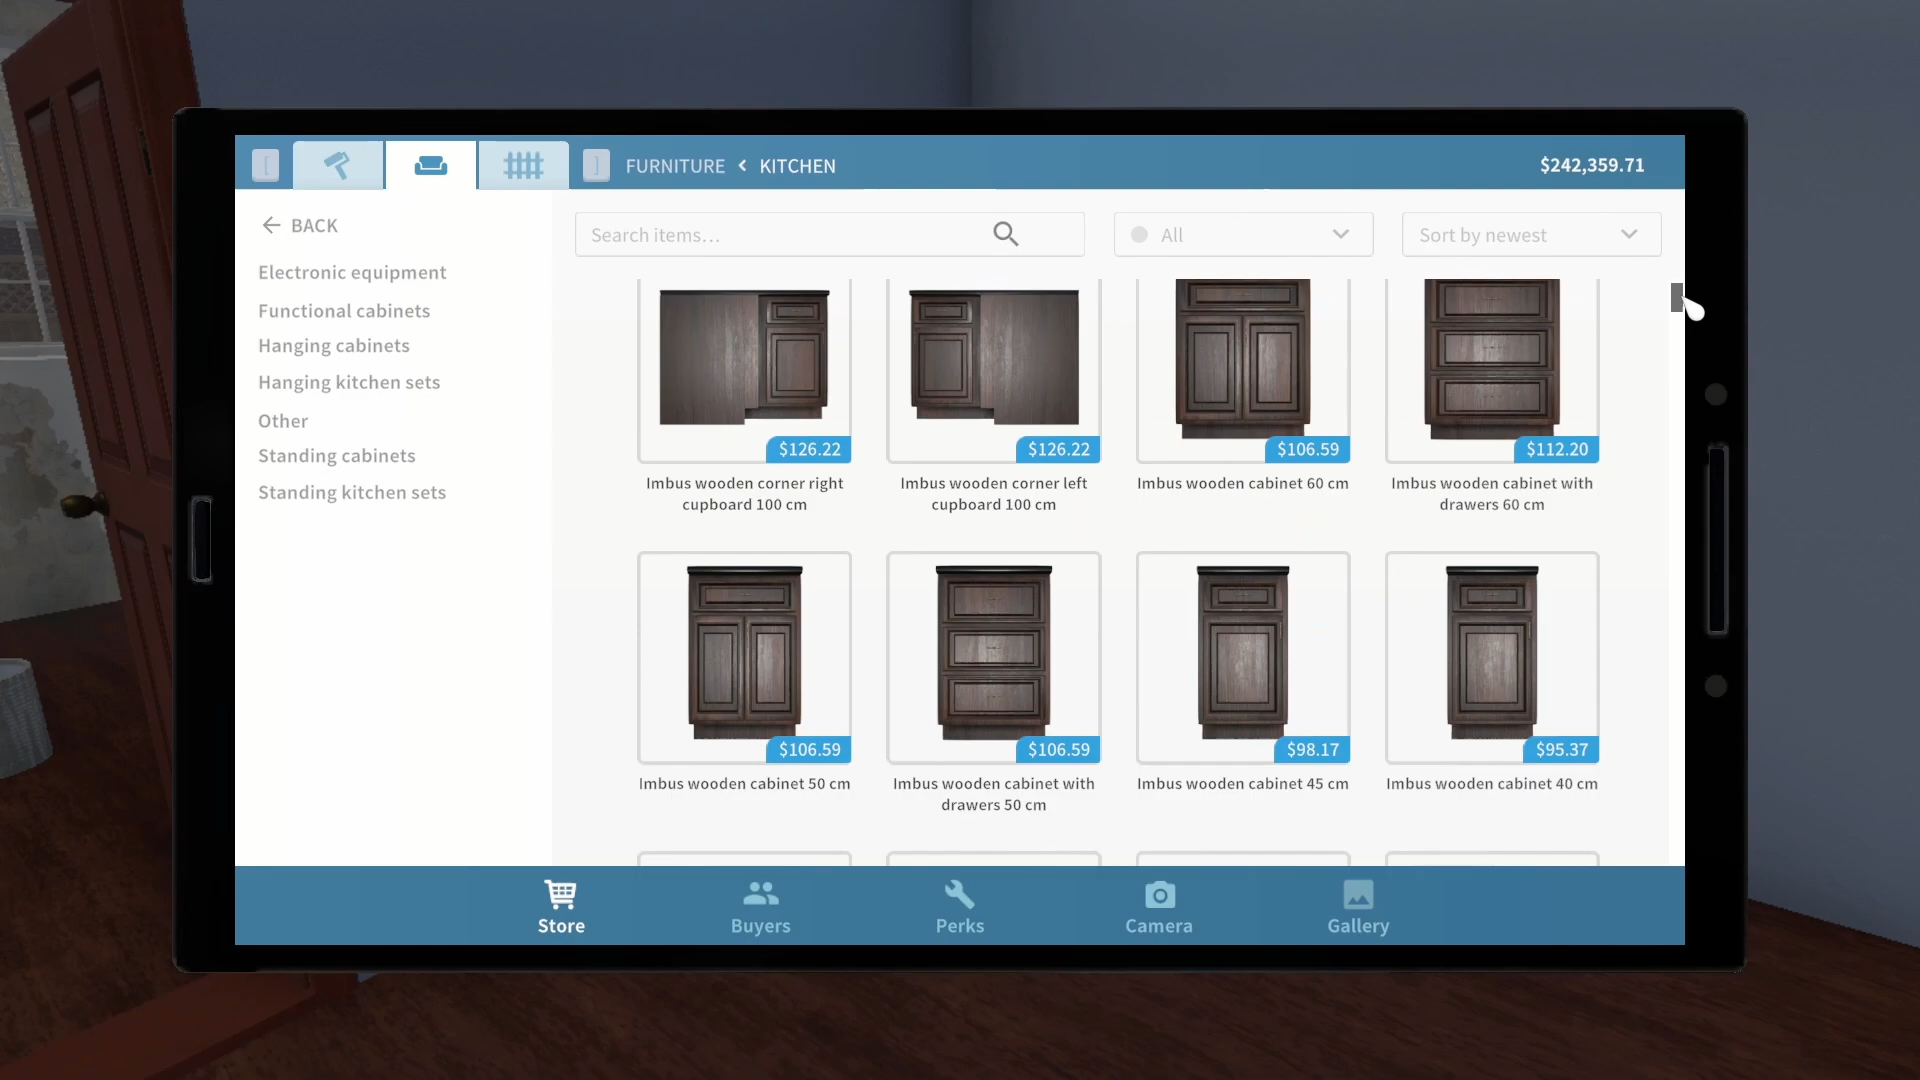 [
]
FURNITURE < KITCHEN
$242,359.71
BACK
Electronic equipment
Functional cabinets
Hanging cabinets
Hanging kitchen sets
Other
Standing cabinets
Standing kitchen sets
Search items...
All
Sort by newest
$126.22
$126.22
$106.59
$112.20
Imbus wooden corner right
cupboard 100 cm
Imbus wooden corner left
cupboard 100 cm
Imbus wooden cabinet 60 cm
Imbus wooden cabinet with
drawers 60 cm
$106.59
$106.59
$98.17
$95.37
Imbus wooden cabinet 50 cm
Imbus wooden cabinet with
drawers 50 cm
Imbus wooden cabinet 45 cm
Imbus wooden cabinet 40 cm
Store
Buyers
Perks
Camera
Gallery